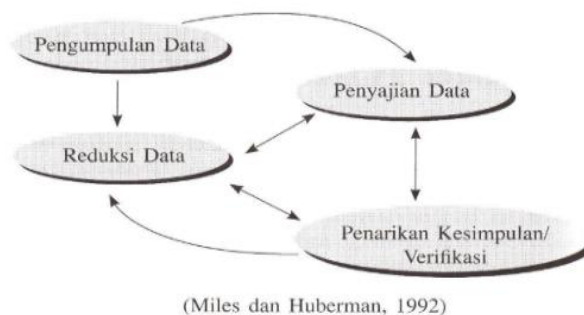 Pengumpulan Data
Penyajian Data
Reduksi Data
Penarikan Kesimpulan/
Verifikasi
(Miles dan Huberman, 1992)